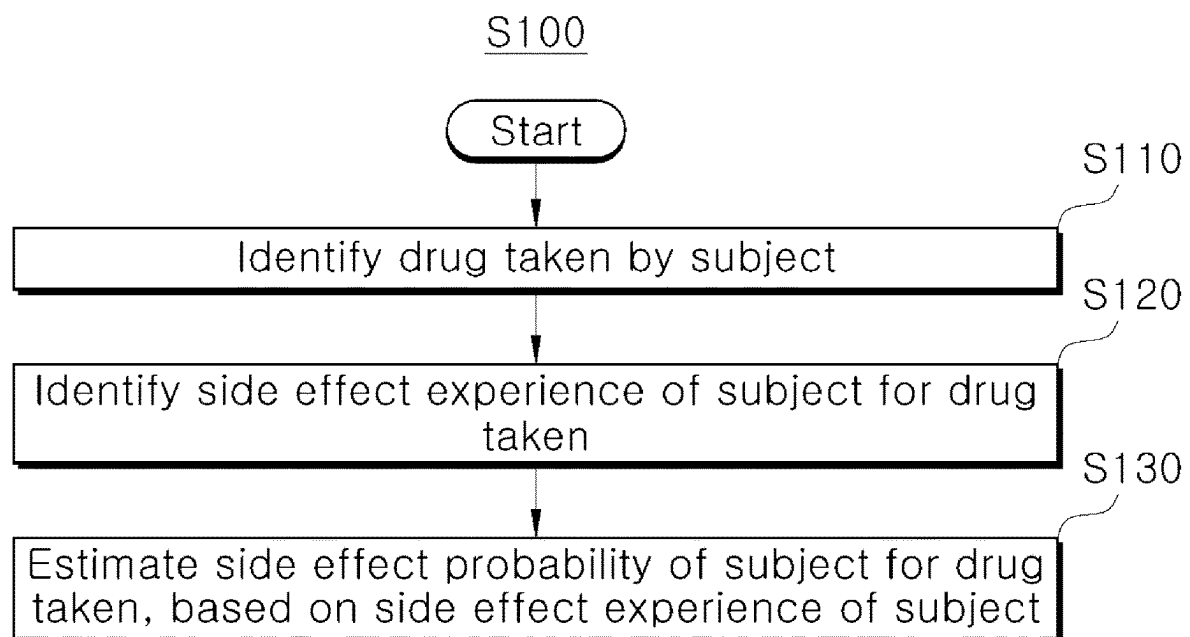 S100
Start
S110
Identify drug taken by subject
S120
Identify side effect experience of subject for drug
taken
S130
Estimate side effect probability of subject for drug
taken, based on side effect experience of subject